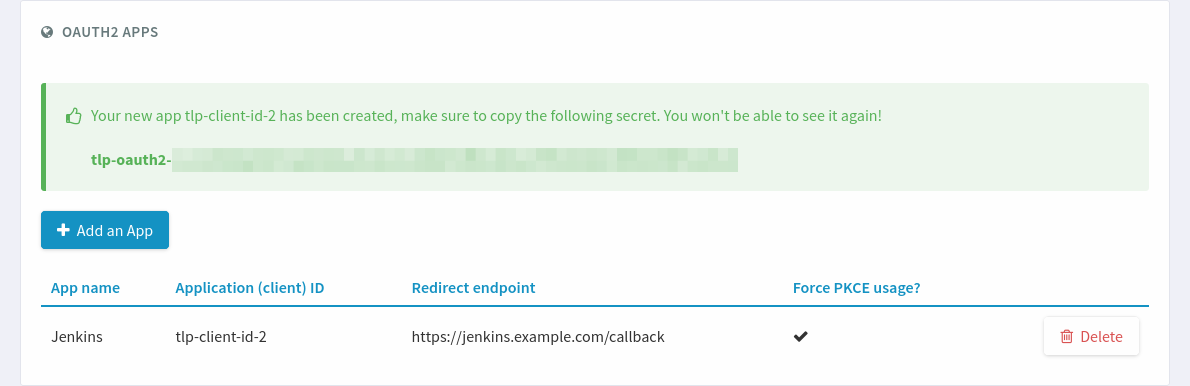 OAUTH2 APPS
Your new app tlp-client-id-2 has been created, make sure to copy the following secret. You won't be able to see it again!
tlp-oauth2-
Add an App
App name Application (client) ID Redirect endpoint Force PKCE usage?
Jenkins tlp-client-id-2 https://jenkins.example.com/callback Delete